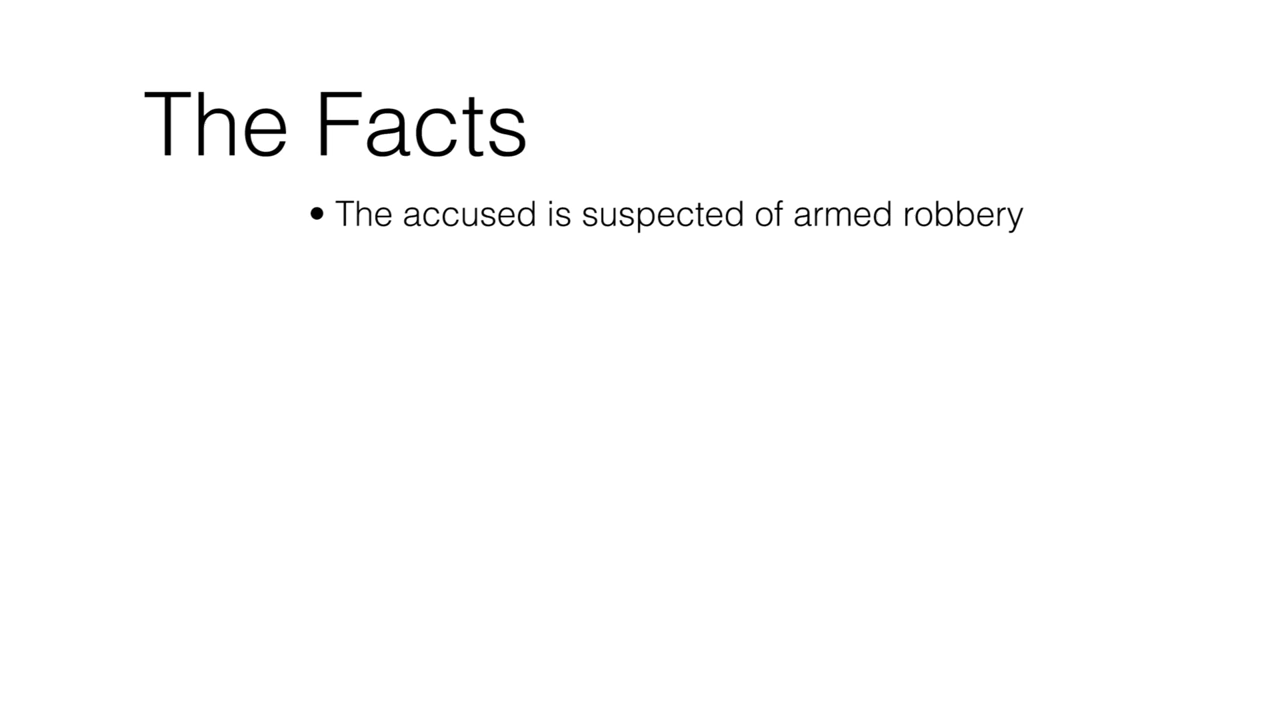 The Facts
• The accused is suspected of armed robbery